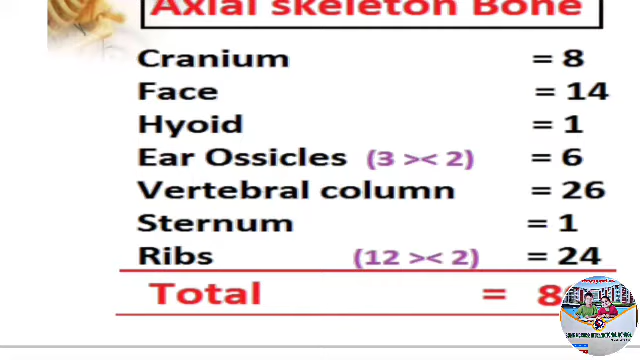 Axial skeleton Bone
Cranium = 8
Face = 14
Hyoid = 1
Ear Ossicles (3 >< 2) = 6
Vertebral column = 26
Sternum = 1
Ribs (12 >< 2) = 24
Total = 8